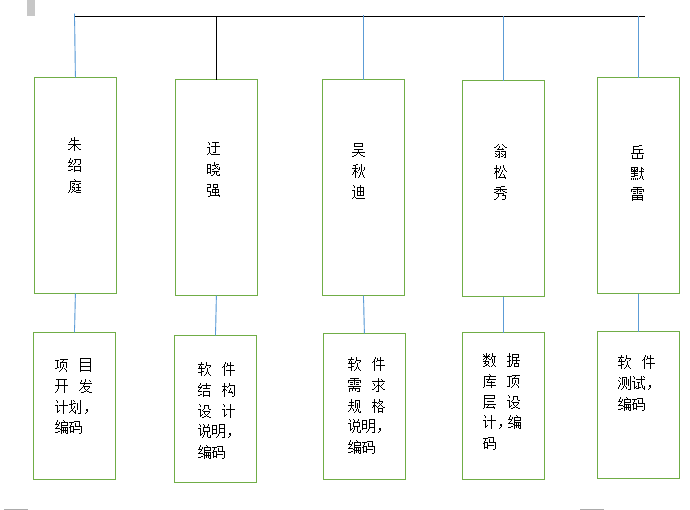 朱
绍
庭
迂
晓
强
吴
秋
迪
翁
松
秀
岳
默
雷
项 目
开 发
计划，
编码
软 件
结 构
设 计
说明，
编码
软 件
需 求
规 格
说明，
编码
数 据
库 顶
层 设
计，编
码
软 件
测试，
编码